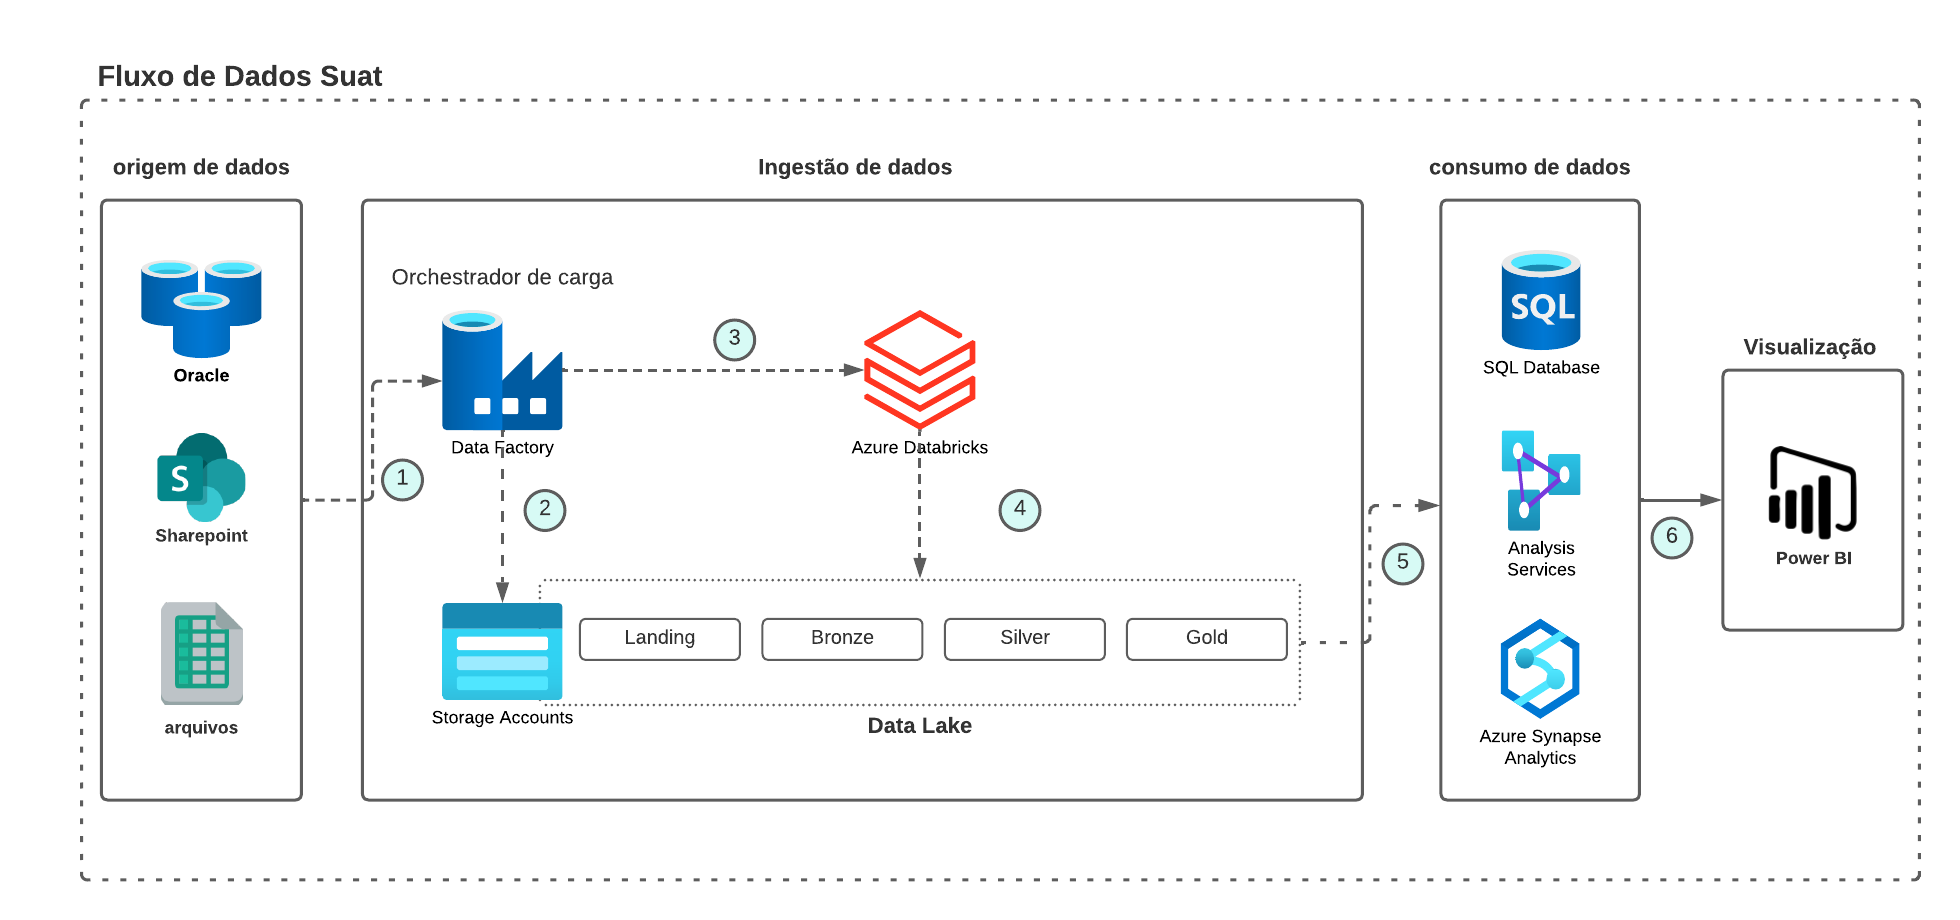 Fluxo de Dados Suat
origem de dados
Ingestão de dados
consumo de dados
Oracle
Sharepoint
S
arquivos
Orchestrador de carga
Data Factory
Azure Databricks
1
2
3
4
Storage Accounts
Landing
Bronze
Silver
Gold
Data Lake
5
SQL
SQL Database
Analysis
Services
Azure Synapse
Analytics
6
Visualização
Power BI